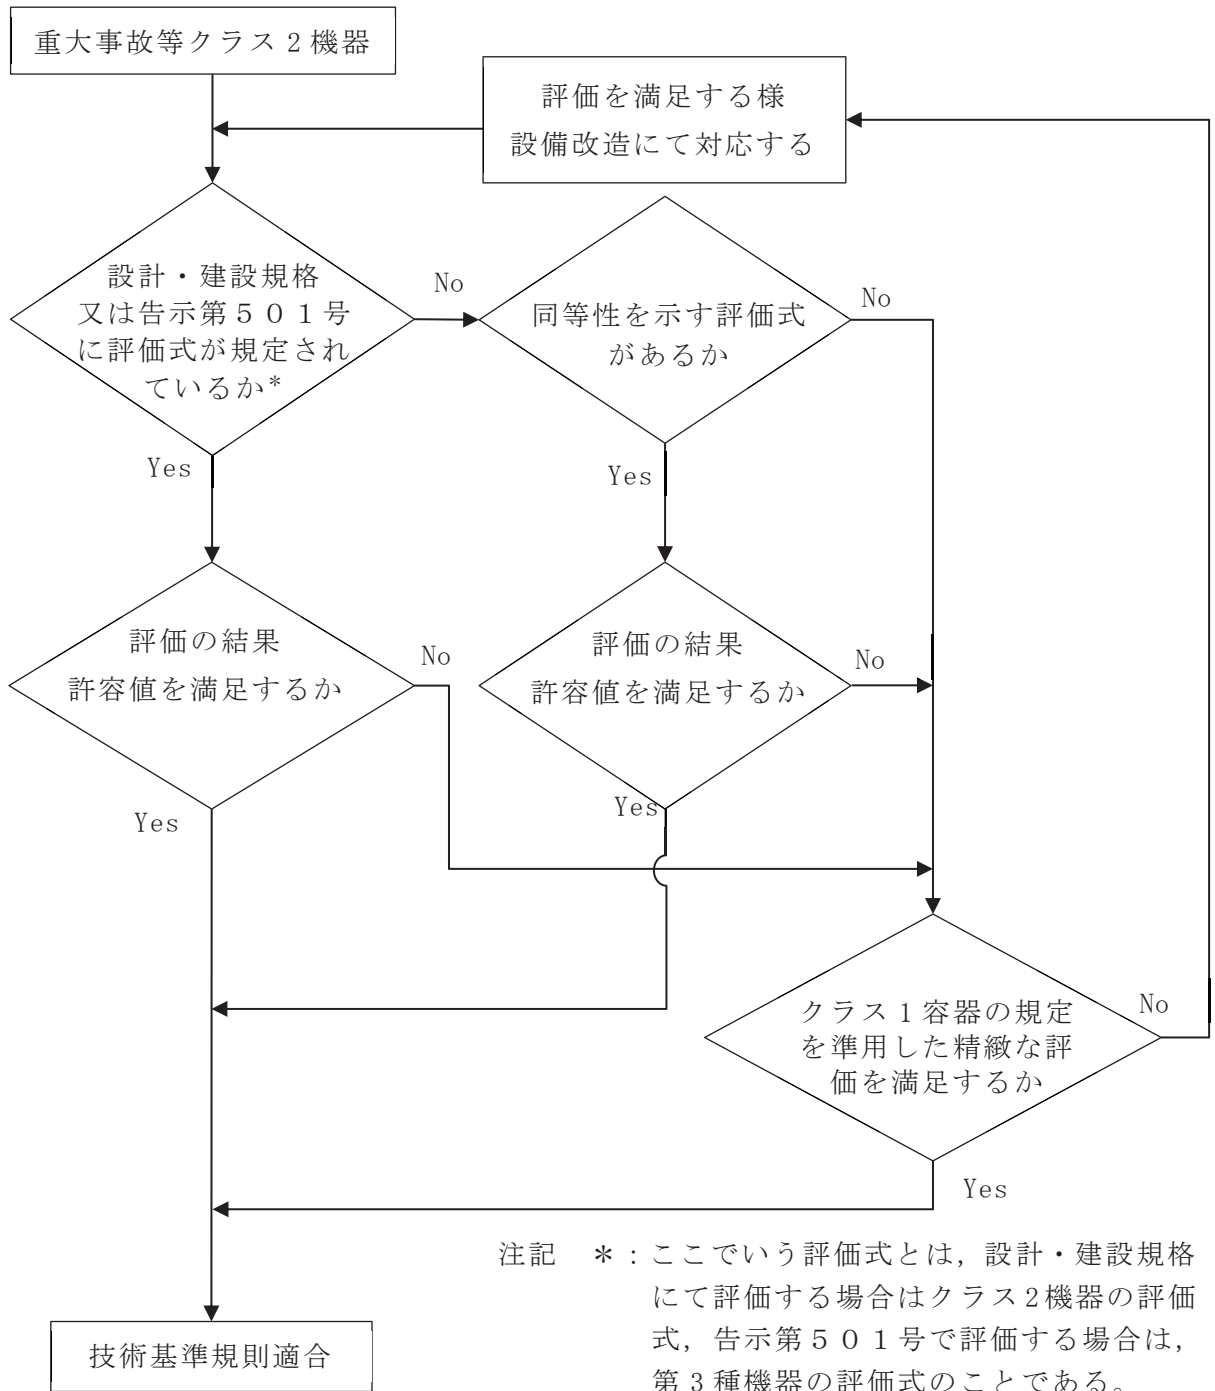 重大事故等クラス２機器
評価を満足する様
設備改造にて対応する
設計・建設規格
又は告示第５０１号
に評価式が規定され
ているか*
No
同等性を示す評価式
があるか
No
Yes
Yes
評価の結果
許容値を満足するか
No
評価の結果
許容値を満足するか
No
Yes
Yes
クラス１容器の規定
を準用した精緻な評
価を満足するか
No
Yes
注記　＊：ここでいう評価式とは，設計・建設規格
にて評価する場合はクラス2機器の評価
式，告示第５０１号で評価する場合は，
第３種機器の評価式のことである。
技術基準規則適合